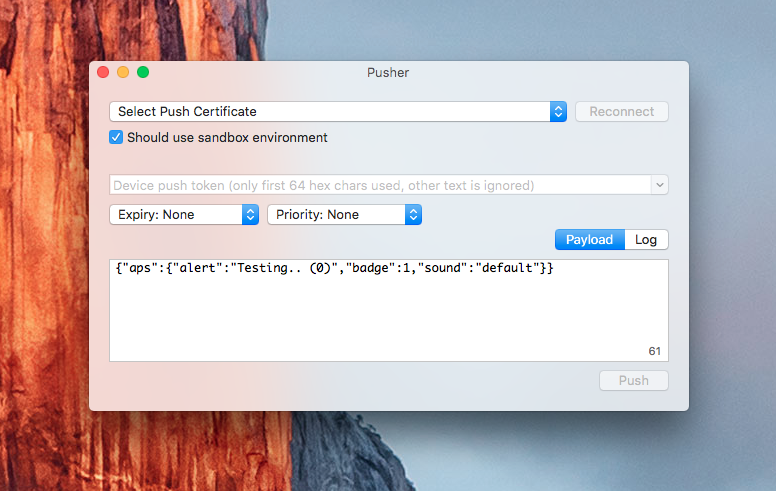 Pusher
Select Push Certificate
Reconnect
Should use sandbox environment
Device push token (only first 64 hex chars used, other text is ignored)
Expiry: None
Priority: None
Payload
Log
{"aps":{"alert":"Testing.. (0)","badge":1,"sound":"default"}}
61
Push